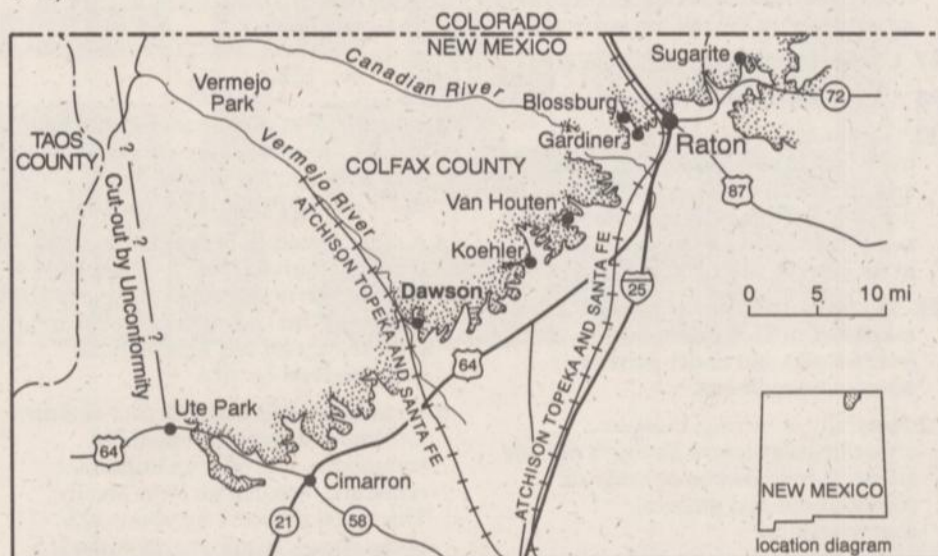 COLORADO
NEW MEXICO
Sugarite
Canadian River
Vermejo
Park
Blossburg
72
Gardiner
Raton
TAOS
COUNTY
Vermejo River
COLFAX COUNTY
87
?
Cut-out by Unconformity
?
?
Van Houten
Koehler
ATCHISON TOPEKA AND SANTA FE
25
0 5 10 mi
Dawson
64
ATCHISON TOPEKA AND SANTA FE
Ute Park
64
Cimarron
NEW MEXICO
21
58
location diagram